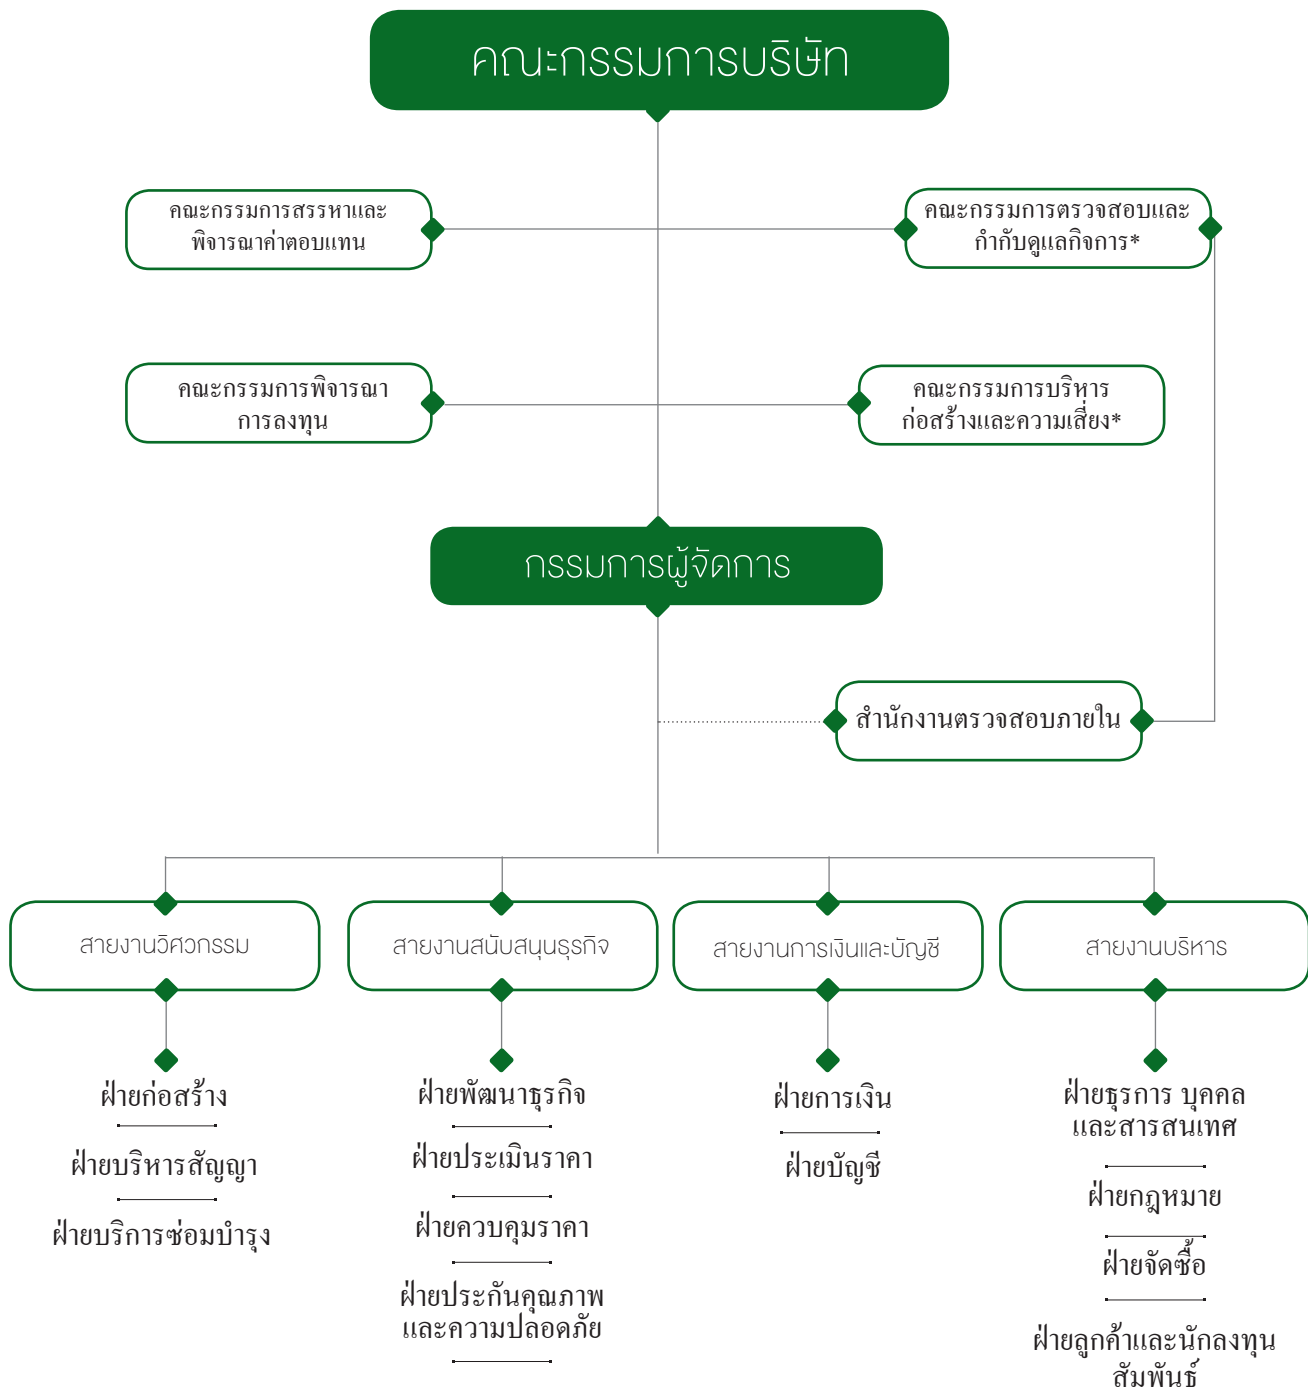 คณะกรรมการบริษัท
คณะกรรมการสรรหาและ
พิจารณาค่าตอบแทน
คณะกรรมการตรวจสอบและ
กำกับดูแลกิจการ*
คณะกรรมการพิจารณา
การลงทุน
คณะกรรมการบริหาร
ก่อสร้างและความเสี่ยง*
กรรมการผู้จัดการ
สำนักงานตรวจสอบภายใน
สายงานวิศวกรรม
สายงานสนับสนุนธุรกิจ
สายงานการเงินและบัญชี
สายงานบริหาร
ฝ่ายก่อสร้าง
ฝ่ายบริหารสัญญา
ฝ่ายบริการซ่อมบำรุง
ฝ่ายพัฒนาธุรกิจ
ฝ่ายประเมินราคา
ฝ่ายควบคุมราคา
ฝ่ายประกันคุณภาพ
และความปลอดภัย
ฝ่ายการเงิน
ฝ่ายบัญชี
ฝ่ายธุรการ บุคคล
และสารสนเทศ
ฝ่ายกฎหมาย
ฝ่ายจัดซื้อ
ฝ่ายลูกค้าและนักลงทุน
สัมพันธ์